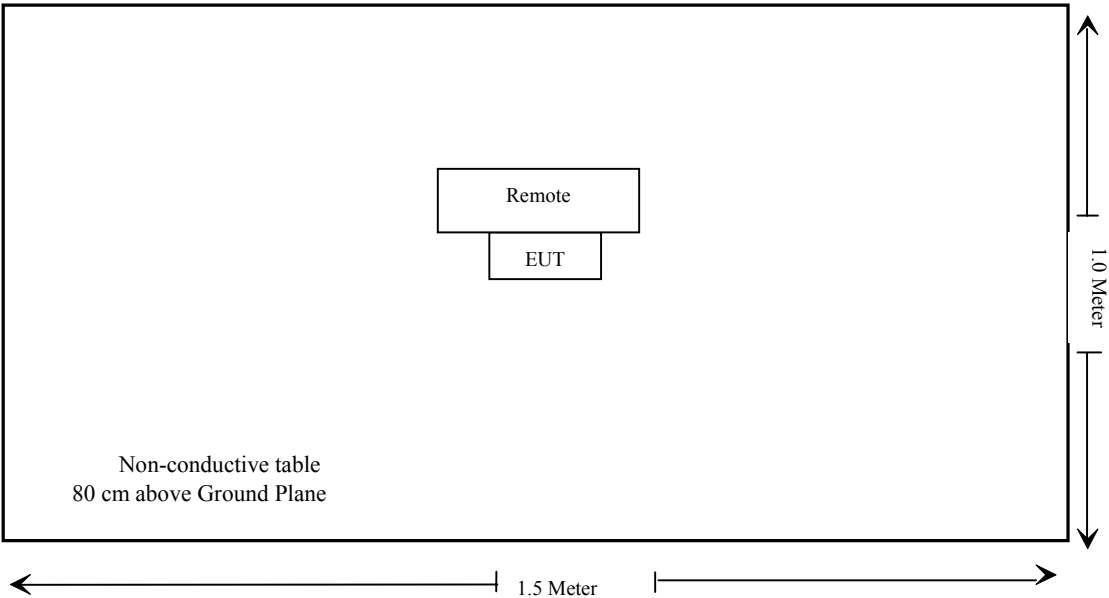 Remote
EUT
1.0 Meter
Non-conductive table
80 cm above Ground Plane
1.5 Meter